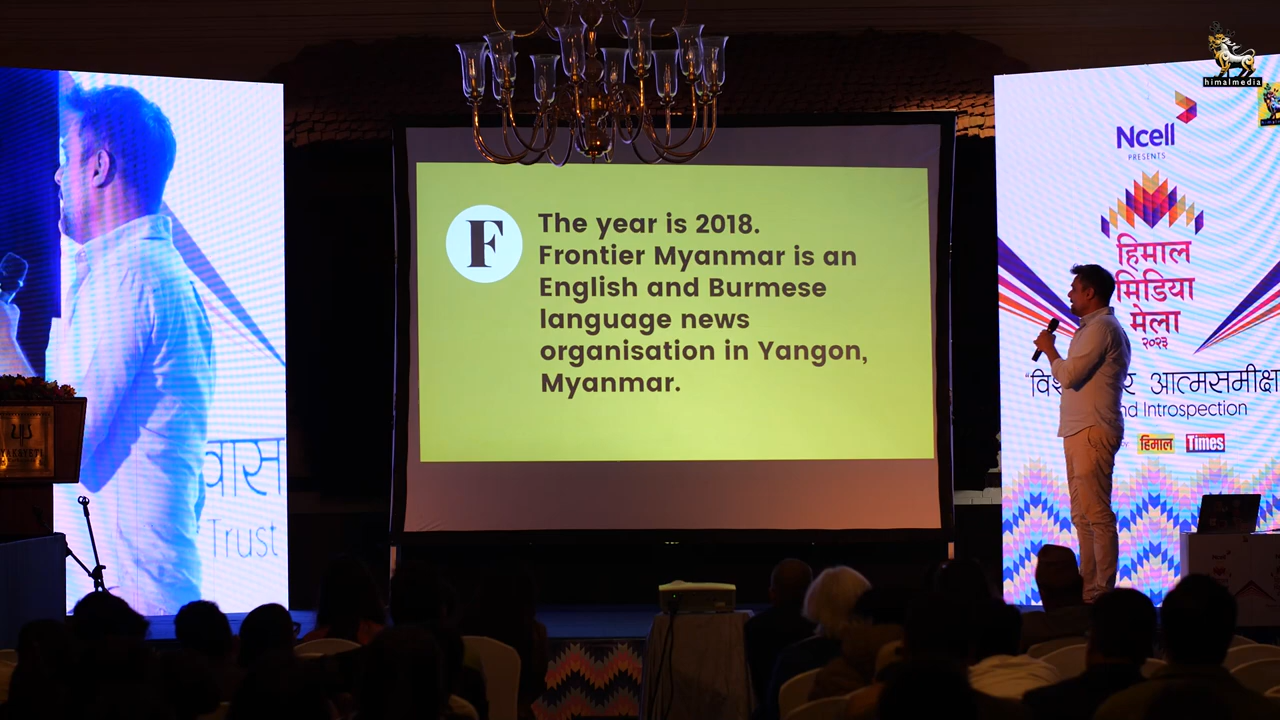 himalmedia
Ncell
PRESENTS
हिमाल
मिडिया
मेला
२०२३
आत्मसमीक्ष
nd Introspection
हिमाल Times
F
The year is 2018.
Frontier Myanmar is an
English and Burmese
language news
organisation in Yangon,
Myanmar.
वास
Trust